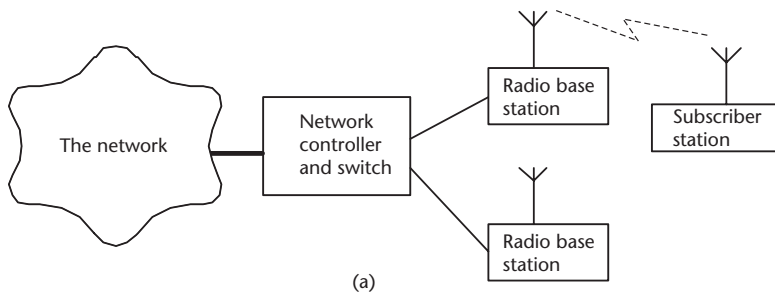 The network
Network
controller
and switch
Radio base
station
Subscriber
station
Radio base
station
(a)